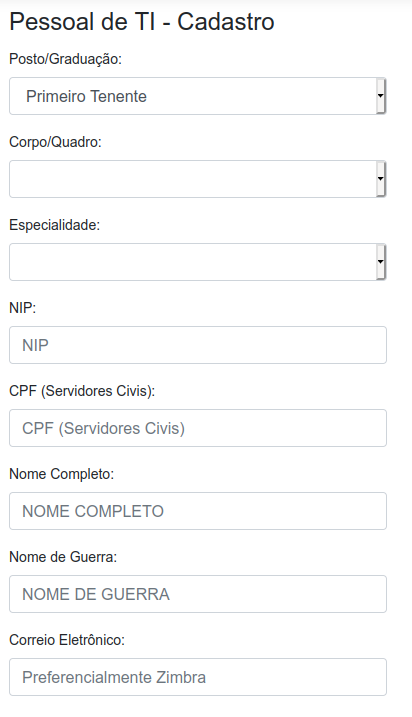 Pessoal de TI - Cadastro
Posto/Graduação:
Primeiro Tenente
Corpo/Quadro:
Especialidade:
NIP:
NIP
CPF (Servidores Civis):
CPF (Servidores Civis)
Nome Completo:
NOME COMPLETO
Nome de Guerra:
NOME DE GUERRA
Correio Eletrônico:
Preferencialmente Zimbra